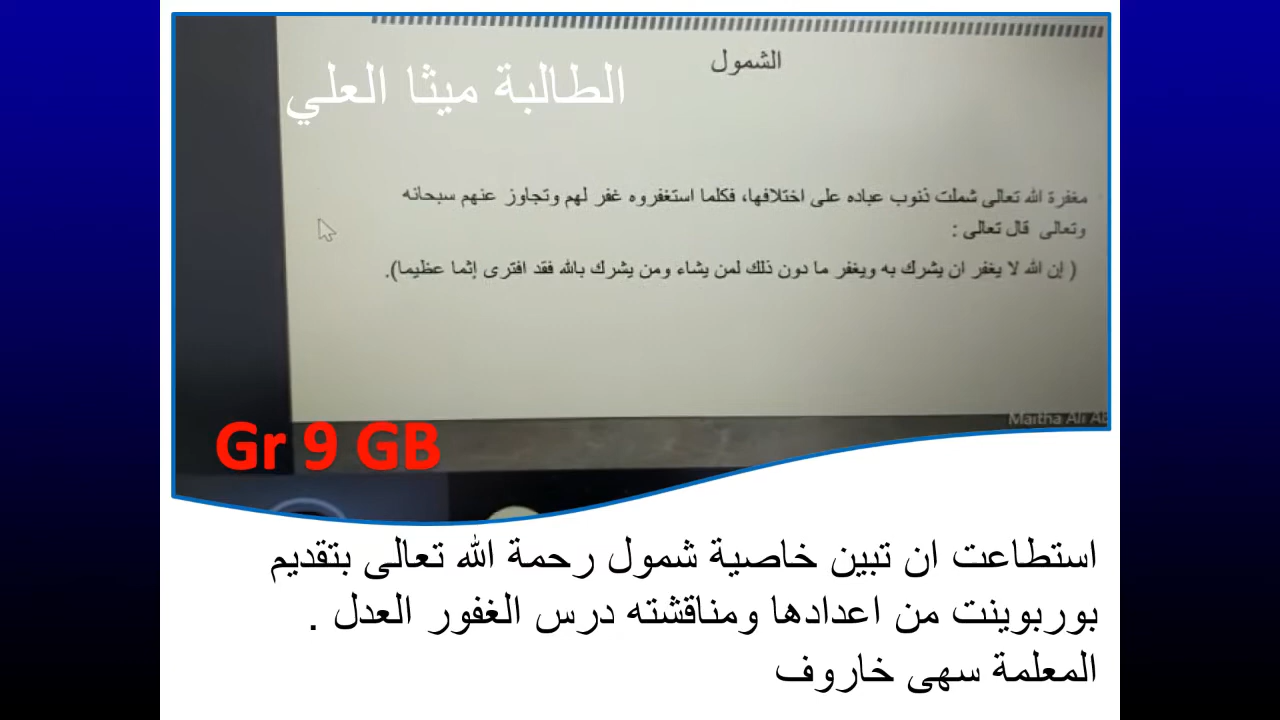 الشمول
الطالبة ميثا العلي
مغفرة الله تعالى شملت ذنوب عباده على اختلافها، فكلما استغفروه غفر لهم وتجاوز عنهم سبحانه
وتعالى قال تعالى :
( إن الله لا يغفر ان يشرك به ويغفر ما دون ذلك لمن يشاء ومن يشرك بالله فقد افترى إثما عظيما).
Maitha Ali
Gr 9 GB
استطاعت ان تبين خاصية شمول رحمة الله تعالى بتقديم
بوربوينت من اعدادها ومناقشته درس الغفور العدل .
المعلمة سهى خاروف